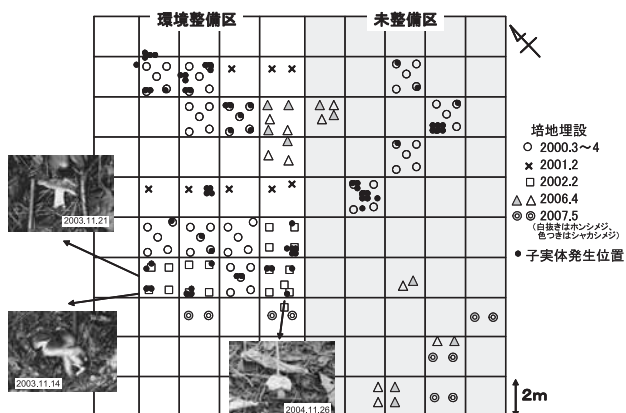 環境整備区
未整備区
培地埋設
○ 2000.3～4
× 2001.2
□ 2002.2
△ △ 2006.4
◎ ◎ 2007.5
(白抜きはホンシメジ、
色つきはシャカシメジ)
● 子実体発生位置
2003.11.21
2003.11.14
2004.11.26
2m